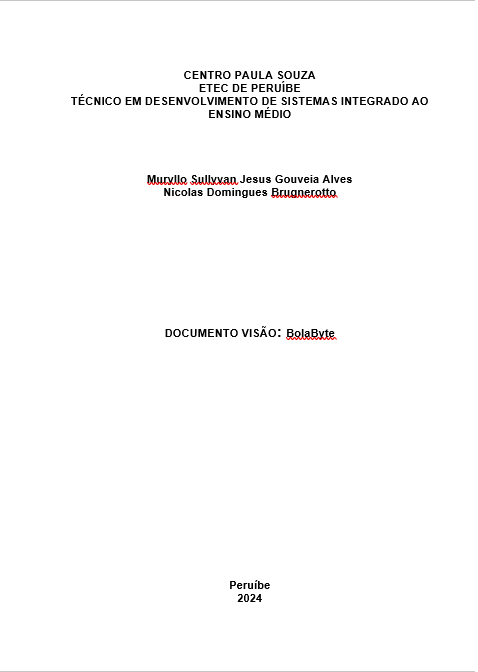 CENTRO PAULA SOUZA
ETEC DE PERUÍBE
TÉCNICO EM DESENVOLVIMENTO DE SISTEMAS INTEGRADO AO
ENSINO MÉDIO
Muryllo Sullyvan Jesus Gouveia Alves
Nicolas Domingues Brugnerotto
DOCUMENTO VISÃO: BolaByte
Peruíbe
2024